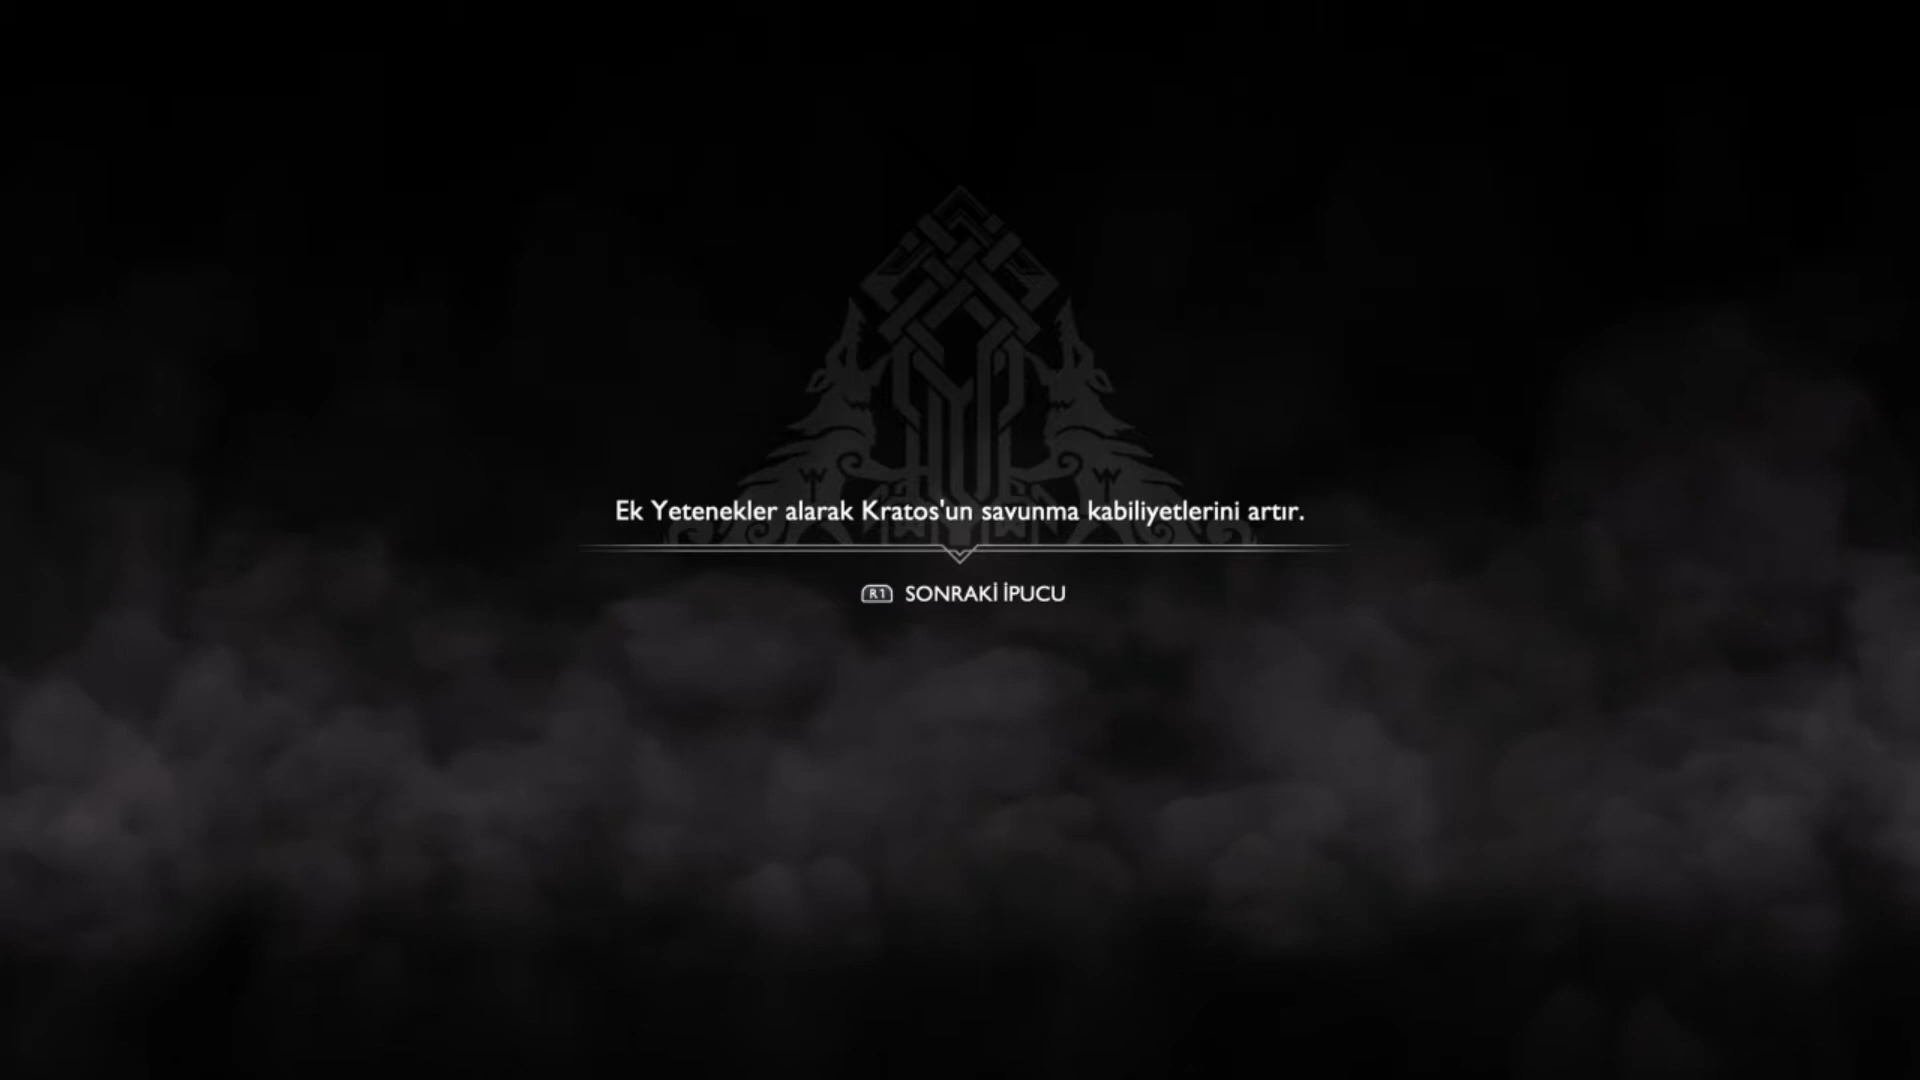 Ek Yetenekler alarak Kratos'un savunma kabiliyetlerini artır.
R1 SONRAKİ İPUCU